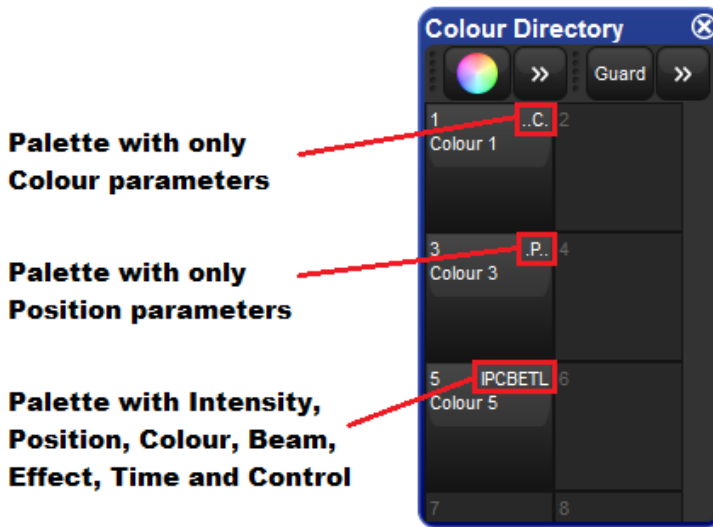 Colour Directory
» Guard »
Palette with only
Colour parameters
1 ..C. 2
Colour 1
Palette with only
Position parameters
3 .P.. 4
Colour 3
Palette with Intensity,
Position, Colour, Beam,
Effect, Time and Control
5 IPCBETL 6
Colour 5
7 8